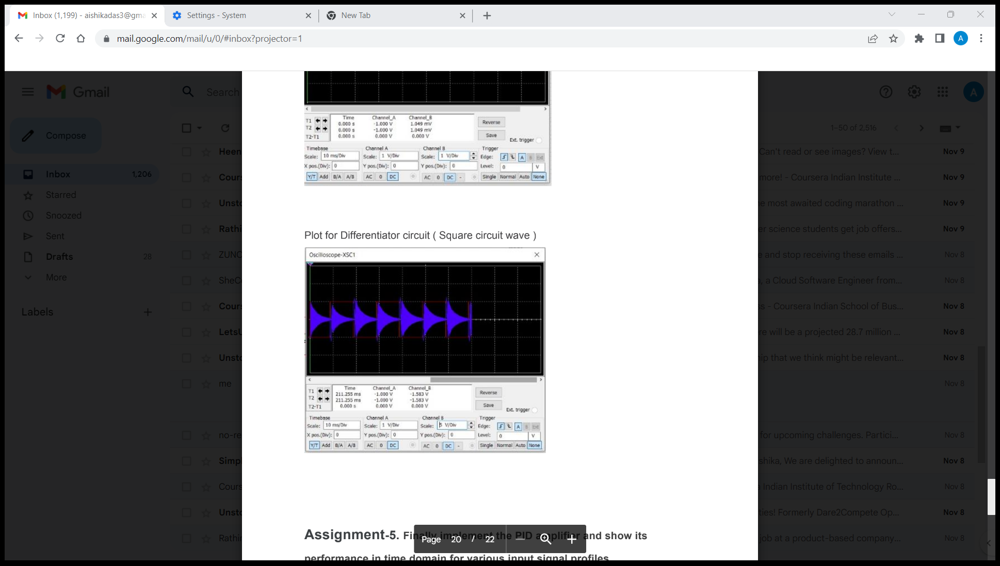 Inbox (1,199) - aishikadas3@gma
Settings - System
New Tab
mail.google.com/mail/u/0/#inbox?projector=1
A
Gmail
Search
A
Compose
1-50 of 2,516
Inbox 1,206
Starred
Snoozed
Sent
Drafts 28
More
Labels
Heen
Can't read or see images? View t... Nov 9
Cours
more! - Coursera Indian Institute ... Nov 9
Unsto
e most awaited coding marathon ... Nov 9
Rathi
er science students get job offers... Nov 9
ZUNO
e and stop receiving these emails ... Nov 8
SheCo
a, a Cloud Software Engineer from... Nov 8
Cours
ss - Coursera Indian School of Bus... Nov 8
LetsU
re will be a projected 28.7 million ... Nov 8
Unsto
hip that we think might be relevant... Nov 8
me
Nov 8
no-re
for upcoming challenges. Partici... Nov 8
Simpl
shika, We are delighted to announ... Nov 8
Cours
a Indian Institute of Technology Ro... Nov 8
Unsto
ties! Formerly Dare2Compete Op... Nov 8
Rathi
job at a product-based company... Nov 8
Time Channel_A Channel_B
T1 0.000 s -1.000 V 1.049 mV
T2 0.000 s -1.000 V 1.049 mV
T2-T1 0.000 s 0.000 V 0.000 V
Reverse
Save
Ext. trigger
Timebase Channel A Channel B Trigger
Scale: 10 ms/Div Scale: 1 V/Div Scale: 1 V/Div Edge: A B Ext
X pos.(Div): 0 Y pos.(Div): 0 Y pos.(Div): 0 Level: 0 V
Y/T Add B/A A/B AC 0 DC AC 0 DC - Single Normal Auto None
Plot for Differentiator circuit ( Square circuit wave )
Oscilloscope-XSC1
Time Channel_A Channel_B
T1 211.255 ms -1.000 V -1.583 V
T2 211.255 ms -1.000 V -1.583 V
T2-T1 0.000 s 0.000 V 0.000 V
Reverse
Save
Ext. trigger
Timebase Channel A Channel B Trigger
Scale: 10 ms/Div Scale: 1 V/Div Scale: 5 V/Div Edge: A B Ext
X pos.(Div): 0 Y pos.(Div): 0 Y pos.(Div): 0 Level: 0 V
Y/T Add B/A A/B AC 0 DC AC 0 DC - Single Normal Auto None
Assignment-5. Finally implement the PID amplifier and show its
performance in time domain for various input signal profiles
Page 20 / 22